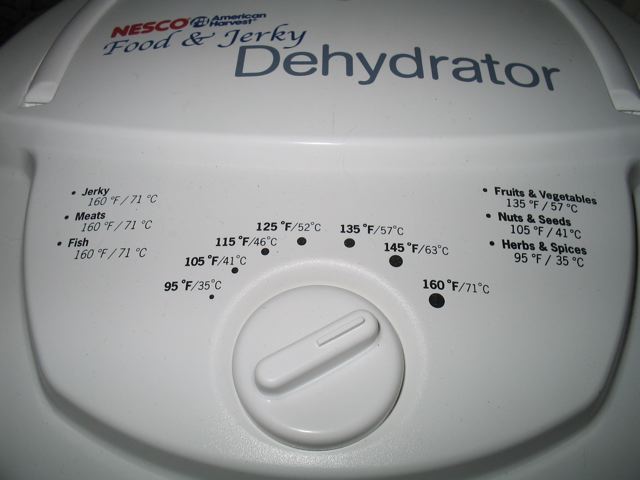 NESCO American Harvest®
Food & Jerky
Dehydrator
• Jerky
160 °F / 71 °C
• Meats
160 °F / 71 °C
• Fish
160 °F / 71 °C
95 °F/35°C
105 °F/41°C
115 °F/46°C
125 °F/52°C
135 °F/57°C
145 °F/63°C
160 °F/71°C
• Fruits & Vegetables
135 °F / 57 °C
• Nuts & Seeds
105 °F / 41°C
• Herbs & Spices
95 °F / 35 °C